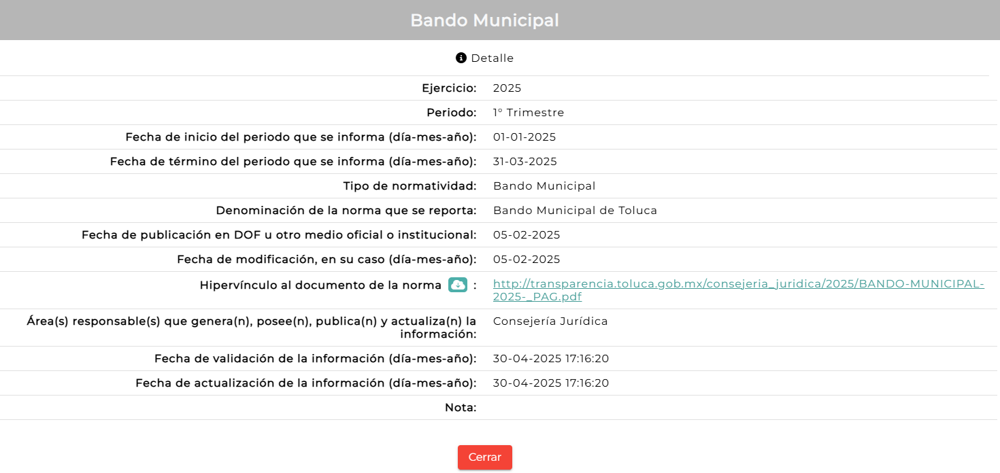 Bando Municipal
Detalle
Ejercicio: 2025
Periodo: 1° Trimestre
Fecha de inicio del periodo que se informa (día-mes-año): 01-01-2025
Fecha de término del periodo que se informa (día-mes-año): 31-03-2025
Tipo de normatividad: Bando Municipal
Denominación de la norma que se reporta: Bando Municipal de Toluca
Fecha de publicación en DOF u otro medio oficial o institucional: 05-02-2025
Fecha de modificación, en su caso (día-mes-año): 05-02-2025
Hipervínculo al documento de la norma : http://transparencia.toluca.gob.mx/consejeria_juridica/2025/BANDO-MUNICIPAL-
2025-_PAG.pdf
Área(s) responsable(s) que genera(n), posee(n), publica(n) y actualiza(n) la Consejería Jurídica
información:
Fecha de validación de la información (día-mes-año): 30-04-2025 17:16:20
Fecha de actualización de la información (día-mes-año): 30-04-2025 17:16:20
Nota:
Cerrar